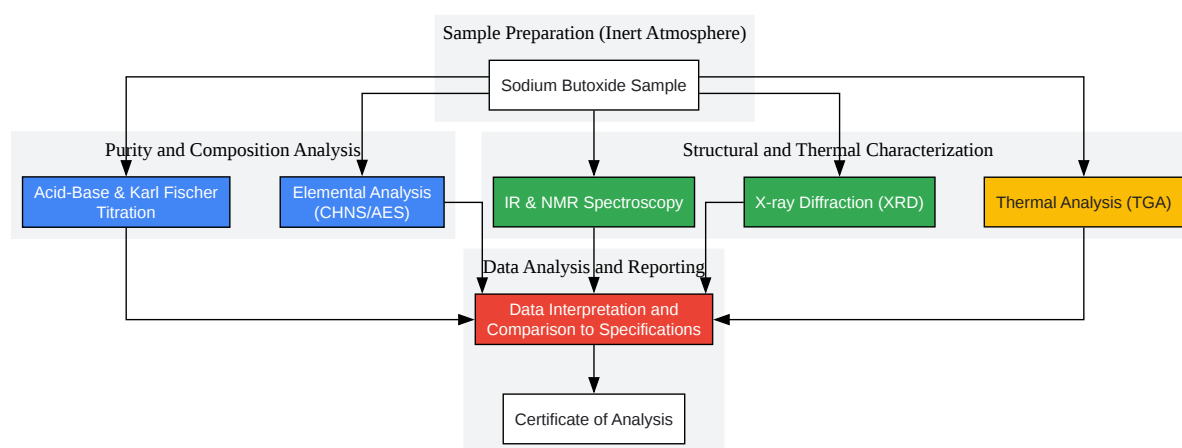 Sample Preparation (Inert Atmosphere)
Sodium Butoxide Sample
Purity and Composition Analysis
Structural and Thermal Characterization
Acid-Base & Karl Fischer
Titration
Elemental Analysis
(CHNS/AES)
IR & NMR Spectroscopy
X-ray Diffraction (XRD)
Thermal Analysis (TGA)
Data Analysis and Reporting
Data Interpretation and
Comparison to Specifications
Certificate of Analysis